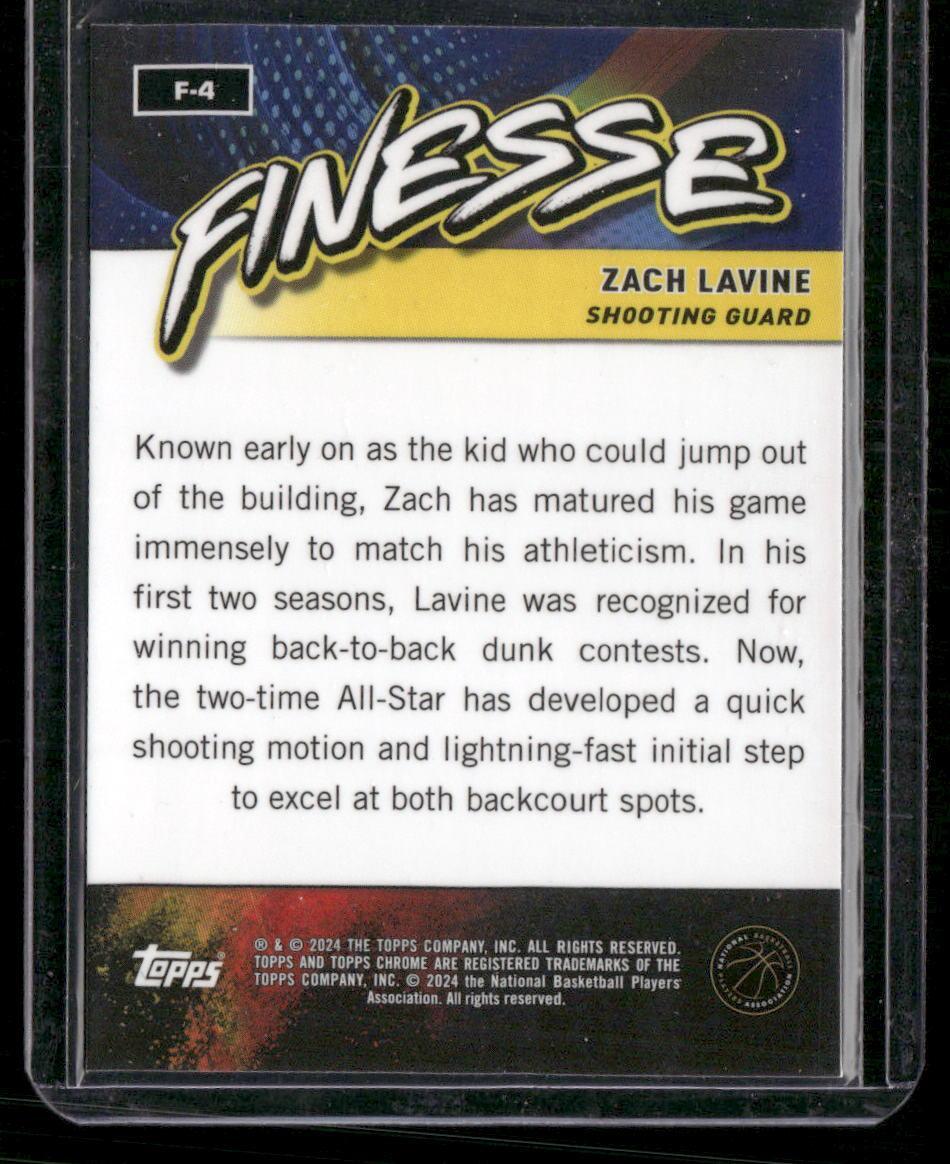 F-4
FINESSE
ZACH LAVINE
SHOOTING GUARD
Known early on as the kid who could jump out
of the building, Zach has matured his game
immensely to match his athleticism. In his
first two seasons, Lavine was recognized for
winning back-to-back dunk contests. Now,
the two-time All-Star has developed a quick
shooting motion and lightning-fast initial step
to excel at both backcourt spots.
Topps®
® & © 2024 THE TOPPS COMPANY, INC. ALL RIGHTS RESERVED.
TOPPS AND TOPPS CHROME ARE REGISTERED TRADEMARKS OF THE
TOPPS COMPANY, INC. © 2024 the National Basketball Players
Association. All rights reserved.
NATIONAL BASKETBALL PLAYERS ASSOCIATION